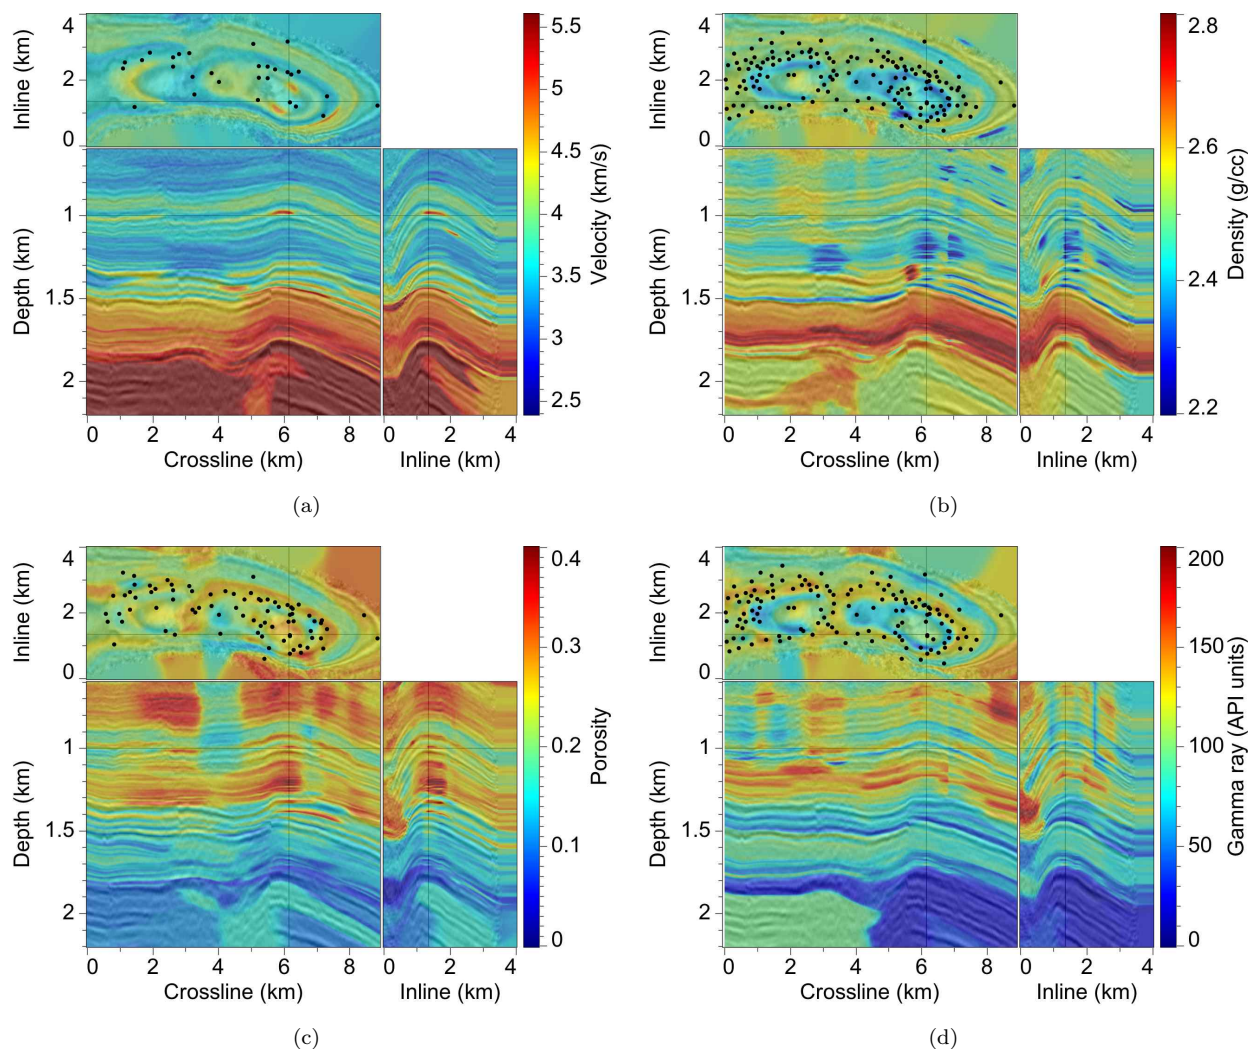 4
2
0
Inline (km)
1
1.5
2
Depth (km)
0 2 4 6 8
Crossline (km)
0 4
Inline (km)
5.5
5
4.5
4
3.5
3
2.5
Velocity (km/s)
(a)
4
2
0
Inline (km)
1
1.5
2
Depth (km)
0 2 4 6 8
Crossline (km)
0 2 4
Inline (km)
2.8
2.6
2.4
2.2
Density (g/cc)
(b)
4
2
0
Inline (km)
1
1.5
2
Depth (km)
0 2 4 6 8
Crossline (km)
0 2 4
Inline (km)
0.4
0.3
0.2
0.1
0
Porosity
(c)
4
2
0
Inline (km)
1
1.5
2
Depth (km)
0 2 4 6 8
Crossline (km)
0 2 4
Inline (km)
200
150
100
50
0
Gamma ray (API units)
(d)